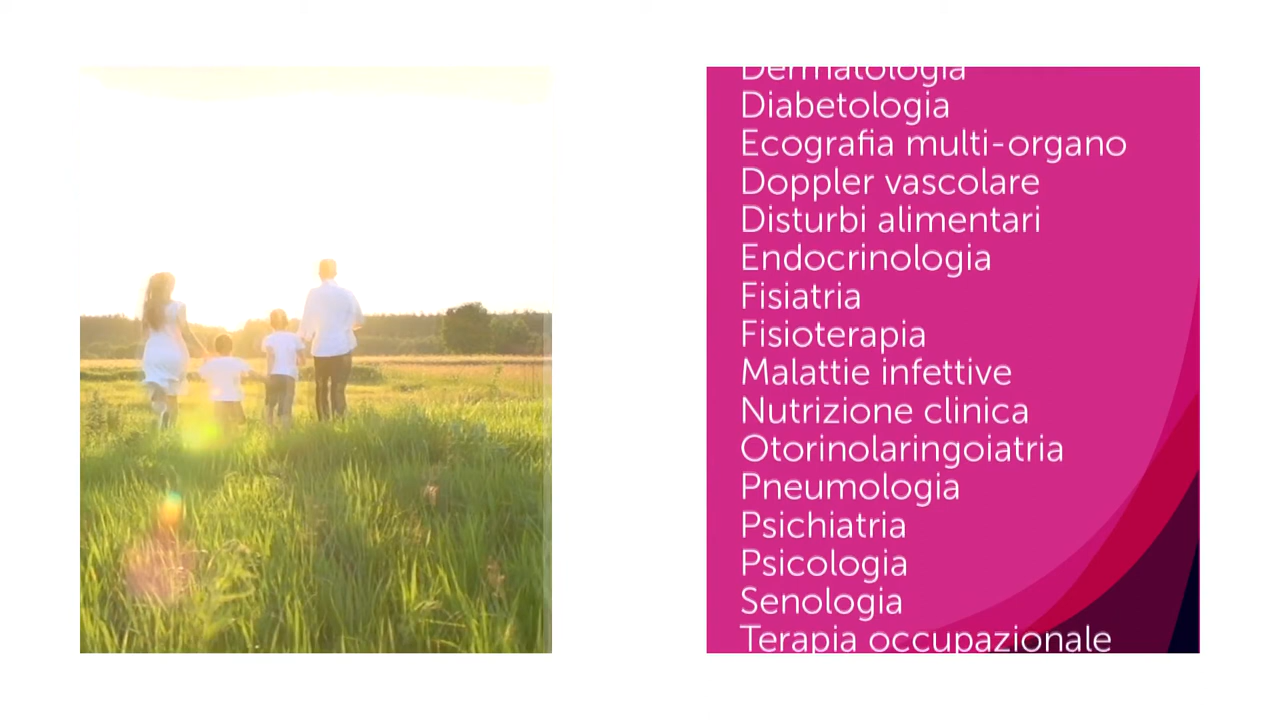 Dermatologia
Diabetologia
Ecografia multi-organo
Doppler vascolare
Disturbi alimentari
Endocrinologia
Fisiatria
Fisioterapia
Malattie infettive
Nutrizione clinica
Otorinolaringoiatria
Pneumologia
Psichiatria
Psicologia
Senologia
Terapia occupazionale